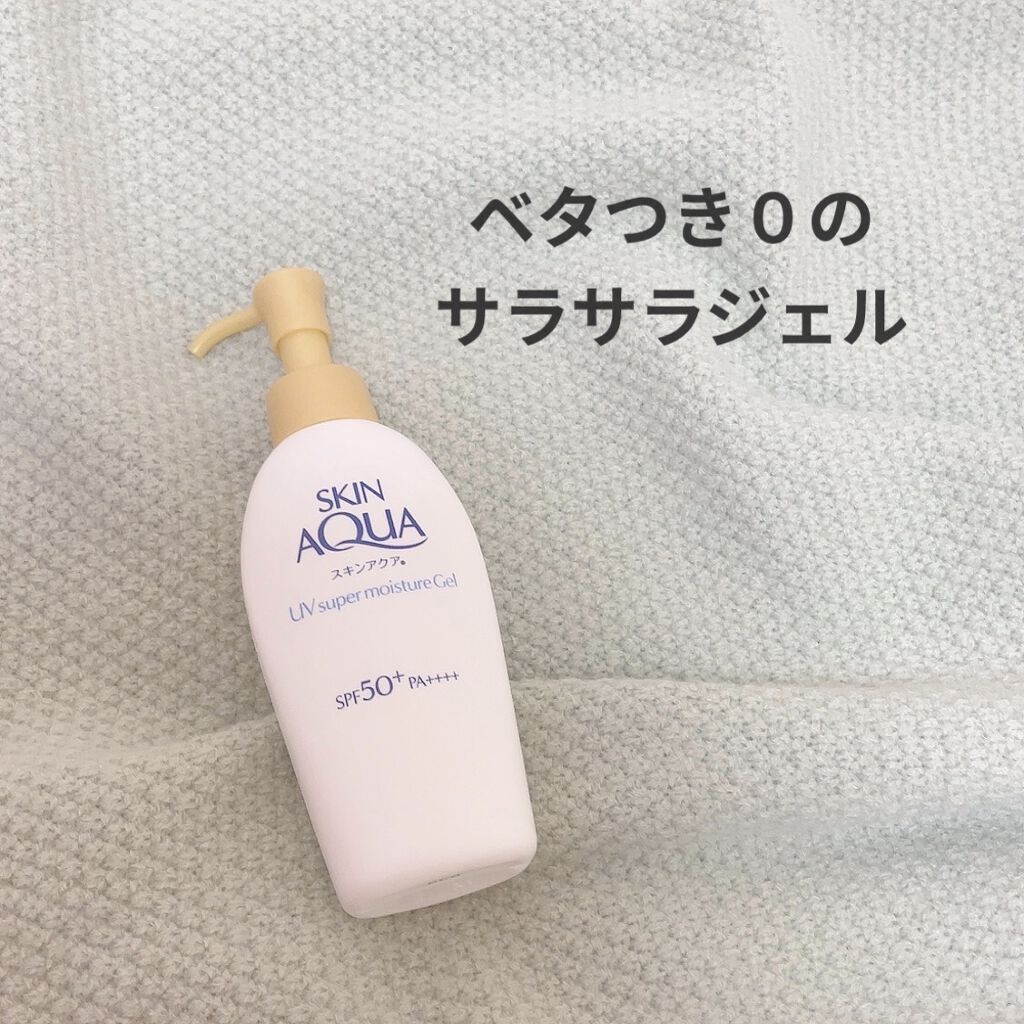 ベタつき0の
サラサラジェル
SKIN
AQUA
スキンアクア®
UV super moisture Gel
SPF50+ PA++++